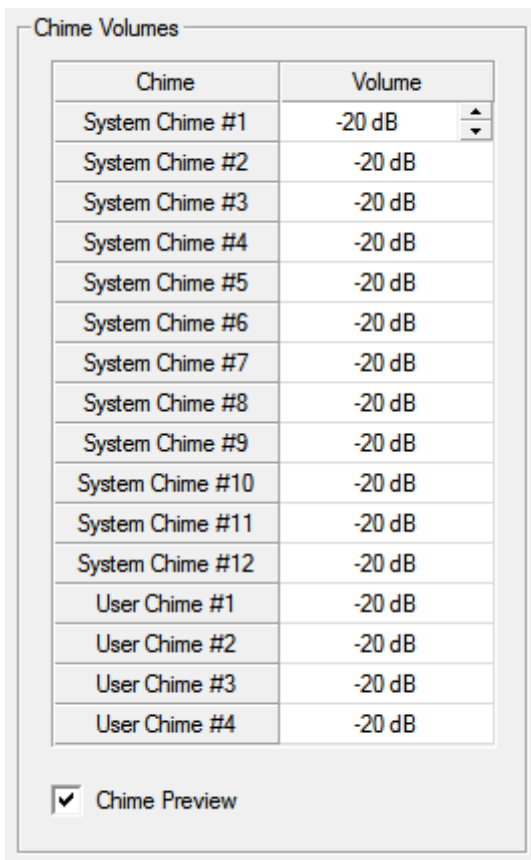 Chime Volumes
Chime Volume
System Chime #1 -20 dB
System Chime #2 -20 dB
System Chime #3 -20 dB
System Chime #4 -20 dB
System Chime #5 -20 dB
System Chime #6 -20 dB
System Chime #7 -20 dB
System Chime #8 -20 dB
System Chime #9 -20 dB
System Chime #10 -20 dB
System Chime #11 -20 dB
System Chime #12 -20 dB
User Chime #1 -20 dB
User Chime #2 -20 dB
User Chime #3 -20 dB
User Chime #4 -20 dB
Chime Preview